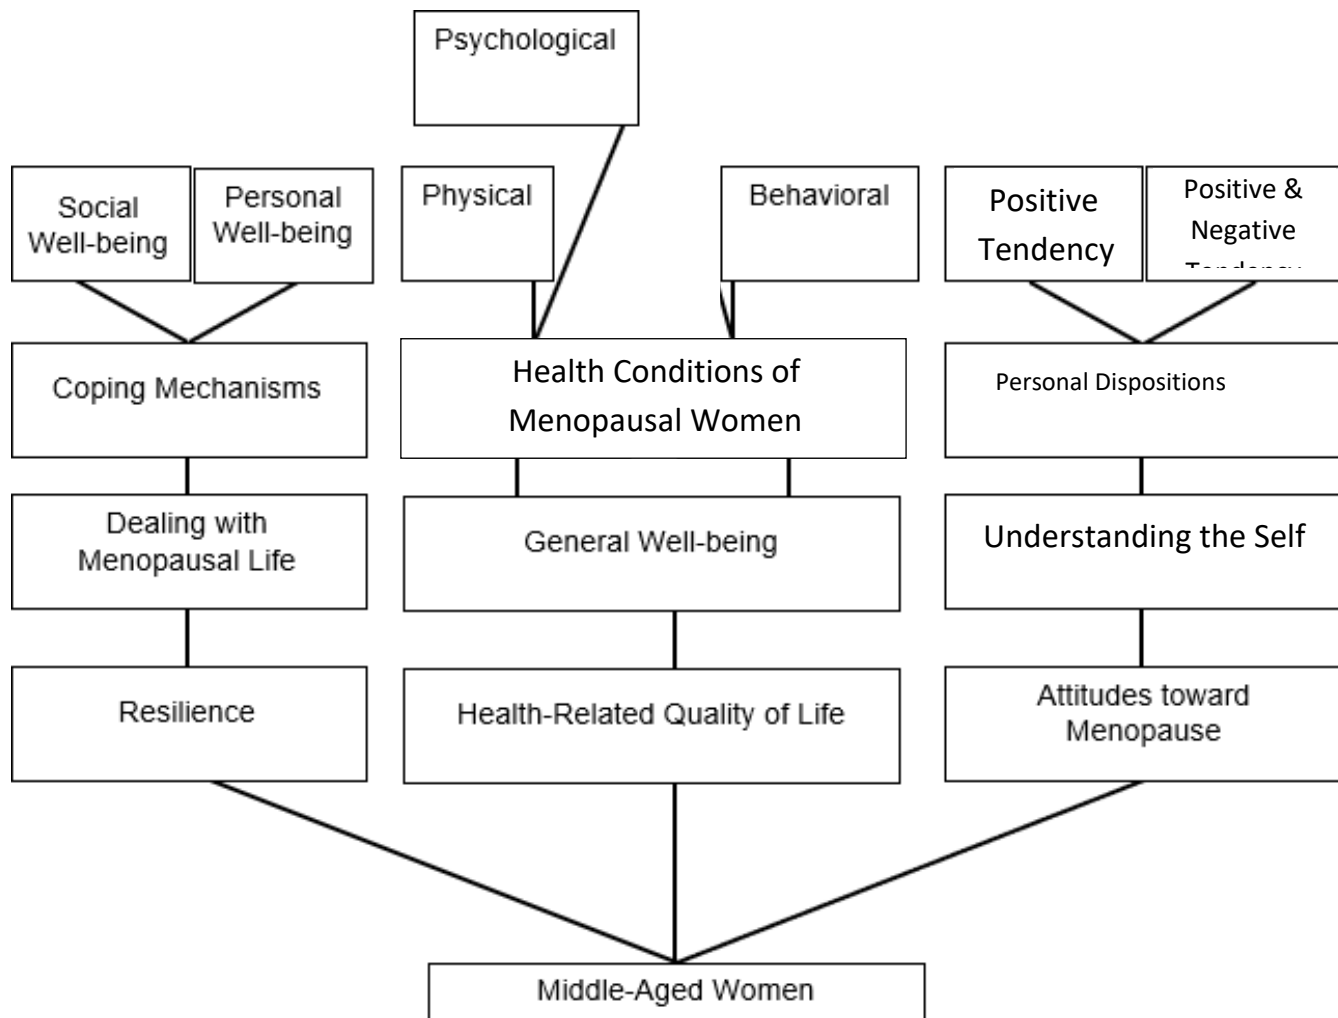 Psychological
Social
Well-being
Personal
Well-being
Physical
Behavioral
Positive
Tendency
Positive &
Negative
Tendency
Coping Mechanisms
Health Conditions of
Menopausal Women
Personal Dispositions
Dealing with
Menopausal Life
General Well-being
Understanding the Self
Resilience
Health-Related Quality of Life
Attitudes toward
Menopause
Middle-Aged Women